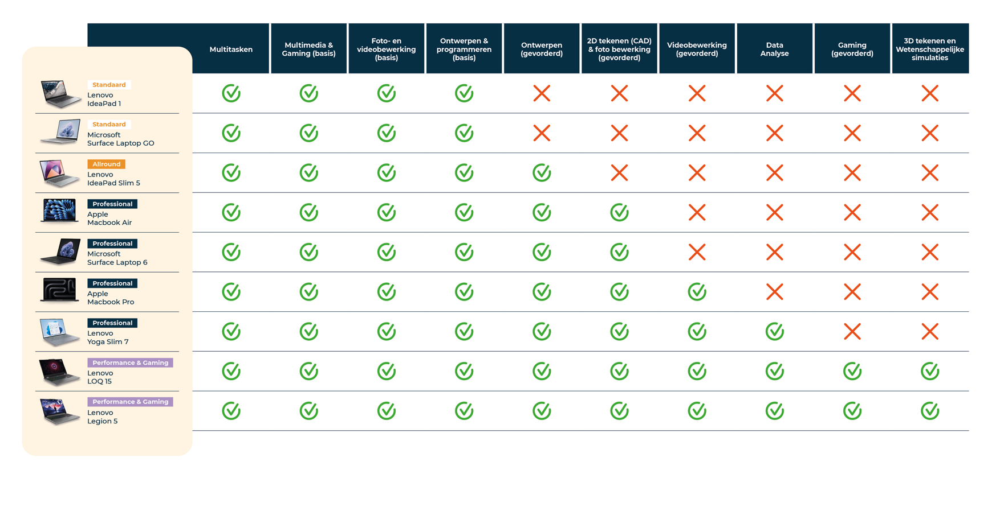 Multitasken
Multimedia &
Gaming (basis)
Foto- en
videobewerking
(basis)
Ontwerpen &
programmeren
(basis)
Ontwerpen
(gevorderd)
2D tekenen (CAD)
& foto bewerking
(gevorderd)
Videobewerking
(gevorderd)
Data
Analyse
Gaming
(gevorderd)
3D tekenen en
Wetenschappelijke
simulaties
Standaard
Lenovo
IdeaPad 1
Standaard
Microsoft
Surface Laptop GO
Allround
Lenovo
IdeaPad Slim 5
Professional
Apple
Macbook Air
Professional
Microsoft
Surface Laptop 6
Professional
Apple
Macbook Pro
Professional
Lenovo
Yoga Slim 7
Performance & Gaming
Lenovo
LOQ 15
Performance & Gaming
Lenovo
Legion 5